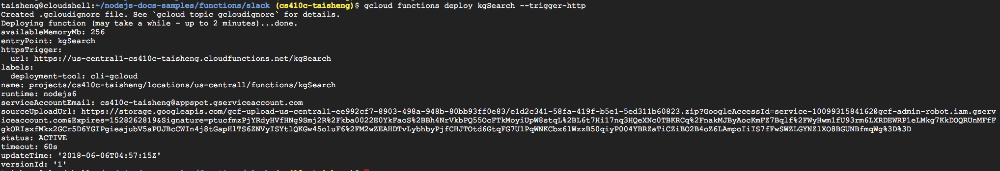 taisheng@cloudshell:~/nodejs-docs-samples/functions/slack (cs410c-taisheng)$ gcloud functions deploy kgSearch --trigger-http
Created .gcloudignore file. See `gcloud topic gcloudignore` for details.
Deploying function (may take a while - up to 2 minutes)...done.
availableMemoryMb: 256
entryPoint: kgSearch
httpsTrigger:
  url: https://us-central1-cs410c-taisheng.cloudfunctions.net/kgSearch
labels:
  deployment-tool: cli-gcloud
name: projects/cs410c-taisheng/locations/us-central1/functions/kgSearch
runtime: nodejs6
serviceAccountEmail: cs410c-taisheng@appspot.gserviceaccount.com
sourceUploadUrl: https://storage.googleapis.com/gcf-upload-us-central1-ee992cf7-8903-498a-948b-80bb93ff0e83/e1d2c341-58fa-419f-b5e1-5ed311b60823.zip?GoogleAccessId=service-1009931584162@gcf-admin-robot.iam.gserv
iceaccount.com&Expires=1528262819&Signature=ptucfmzPjYRdyHVfHNg9Smj2R%2Fkba0022E0YkFaoS%2BBh4NrVkbPQ55OcFTkMoyiUpW8stqL%2BL6t7Hi17nq3HQeXNc0TBKRCq%2FnakMJByAocKmFZ7Bqlf%2FWyHwm1fU93rm6LXRDEWRP1eLMkg7KkDOQRUnMFfF
gkORIsxfMkx2GCr5D6YGIPgieajubV5aPUJBcCWIn4j8tGapHlTS6ZNVyISYtlQKGw45oluF6%2FM2wZEAHDTvLybhbyPjfCHJTOtd6GtqFG7U1PqWNKCbx6lWzzB50qiyP004YBRZaTiCZiBO2B4oZ6LAmpoIiIS7fFwSWZLGYNZlXO8BGUNBfmqWg%3D%3D
status: ACTIVE
timeout: 60s
updateTime: '2018-06-06T04:57:15Z'
versionId: '1'